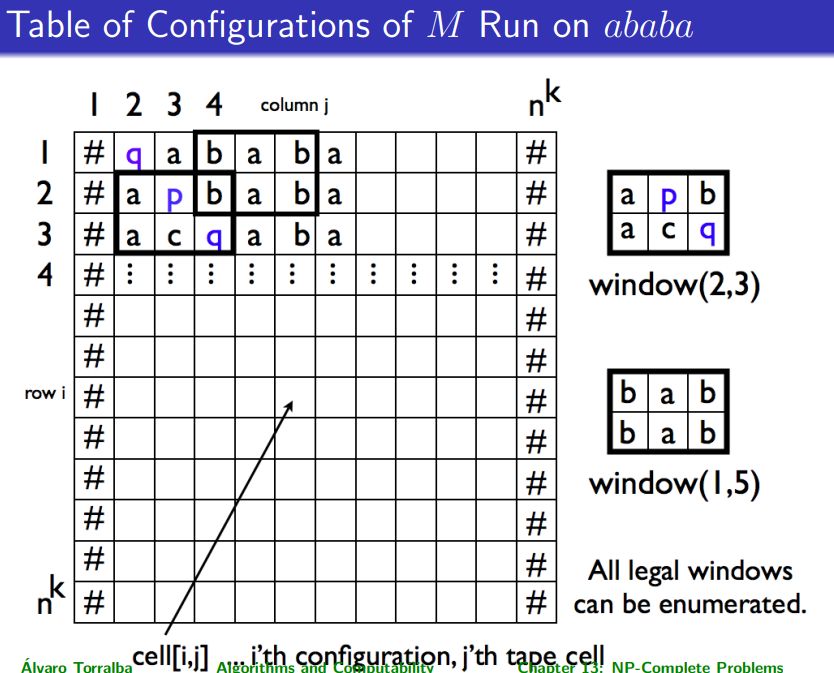 Table of Configurations of M Run on ababa
1 2 3 4 column j n^k
1 # q a b a b a #
2 # a p b a b a #
3 # a c q a b a #
4 # ⋮ ⋮ ⋮ ⋮ ⋮ ⋮ ⋮ ⋮ ⋮ ⋮ #
# #
# #
row i # #
# #
# #
# #
# #
n^k # #
a p b
a c q
window(2,3)
b a b
b a b
window(1,5)
All legal windows
can be enumerated.
cell[i,j] ... i'th configuration, j'th tape cell
Álvaro Torralba Algorithms and Computability Chapter 13: NP-Complete Problems